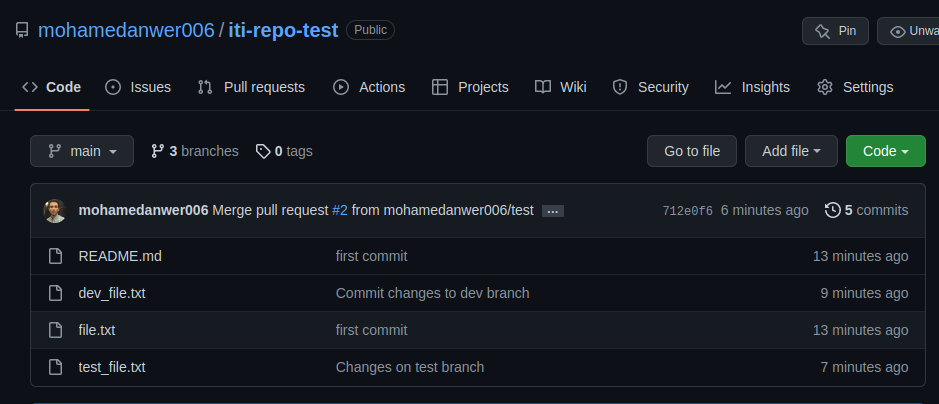 mohamedanwer006 / iti-repo-test Public Pin Unwa
Code Issues Pull requests Actions Projects Wiki Security Insights Settings
main 3 branches 0 tags Go to file Add file Code
mohamedanwer006 Merge pull request #2 from mohamedanwer006/test ... 712e0f6 6 minutes ago 5 commits
README.md first commit 13 minutes ago
dev_file.txt Commit changes to dev branch 9 minutes ago
file.txt first commit 13 minutes ago
test_file.txt Changes on test branch 7 minutes ago